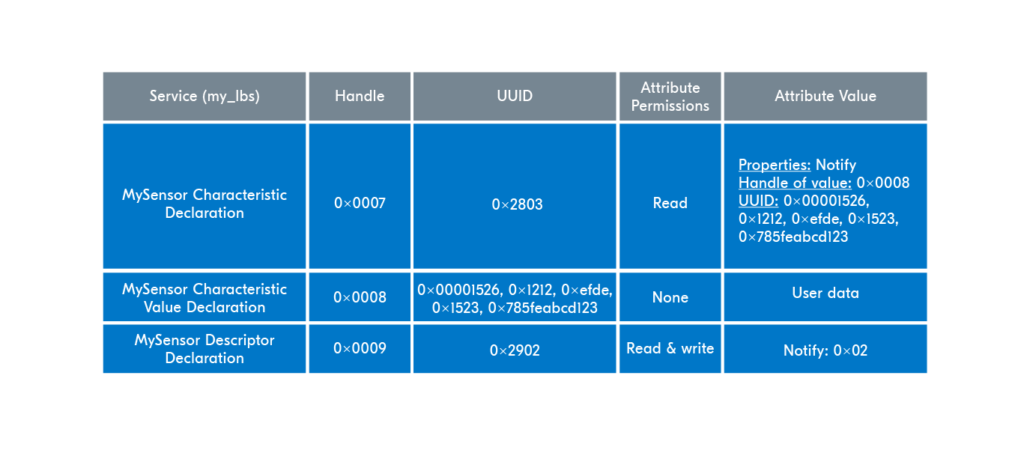 Service (my_lbs)
Handle
UUID
Attribute
Permissions
Attribute Value
MySensor Characteristic
Declaration
0×0007
0×2803
Read
Properties: Notify
Handle of value: 0×0008
UUID: 0×00001526,
0×1212, 0×efde, 0×1523,
0×785feabcd123
MySensor Characteristic
Value Declaration
0×0008
0×00001526, 0×1212, 0×efde,
0×1523, 0×785feabcd123
None
User data
MySensor Descriptor
Declaration
0×0009
0×2902
Read & write
Notify: 0×02